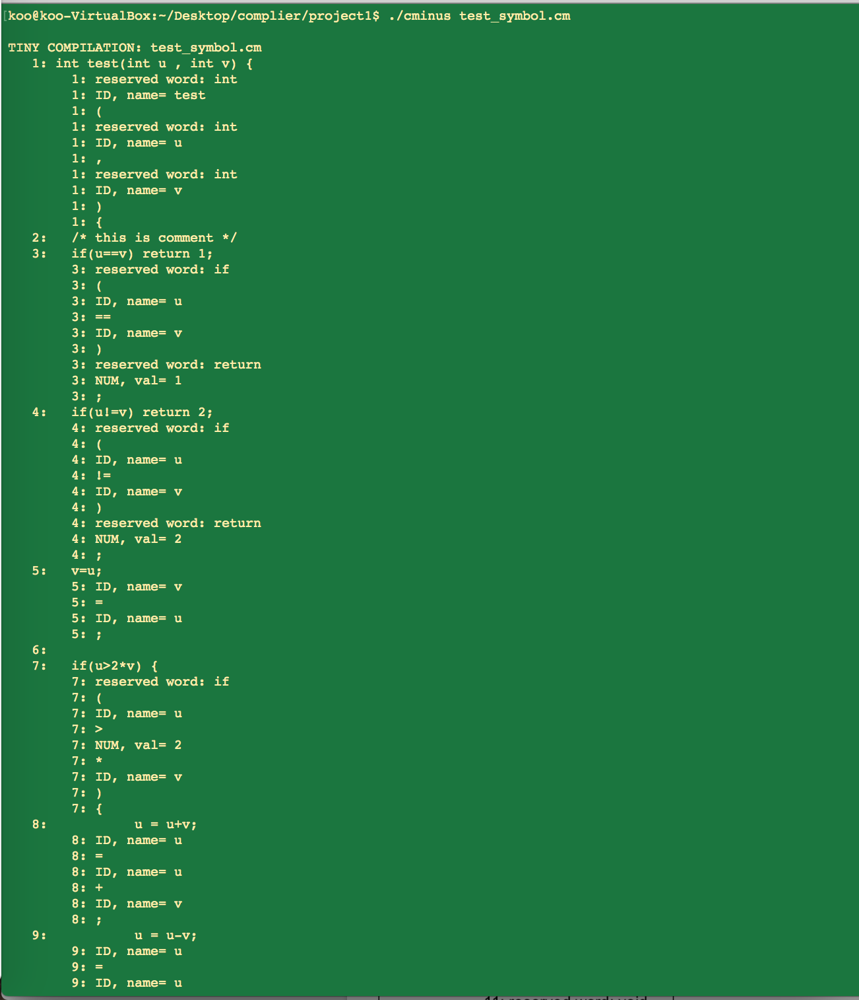 [koo@koo-VirtualBox:~/Desktop/complier/project1$ ./cminus test_symbol.cm
TINY COMPILATION: test_symbol.cm
1: int test(int u , int v) {
1: reserved word: int
1: ID, name= test
1: (
1: reserved word: int
1: ID, name= u
1: ,
1: reserved word: int
1: ID, name= v
1: )
1: {
2: /* this is comment */
3: if(u==v) return 1;
3: reserved word: if
3: (
3: ID, name= u
3: ==
3: ID, name= v
3: )
3: reserved word: return
3: NUM, val= 1
3: ;
4: if(u!=v) return 2;
4: reserved word: if
4: (
4: ID, name= u
4: !=
4: ID, name= v
4: )
4: reserved word: return
4: NUM, val= 2
4: ;
5: v=u;
5: ID, name= v
5: =
5: ID, name= u
5: ;
6:
7: if(u>2*v) {
7: reserved word: if
7: (
7: ID, name= u
7: >
7: NUM, val= 2
7: *
7: ID, name= v
7: )
7: {
8: u = u+v;
8: ID, name= u
8: =
8: ID, name= u
8: +
8: ID, name= v
8: ;
9: u = u-v;
9: ID, name= u
9: =
9: ID, name= u
11: reserved word: void